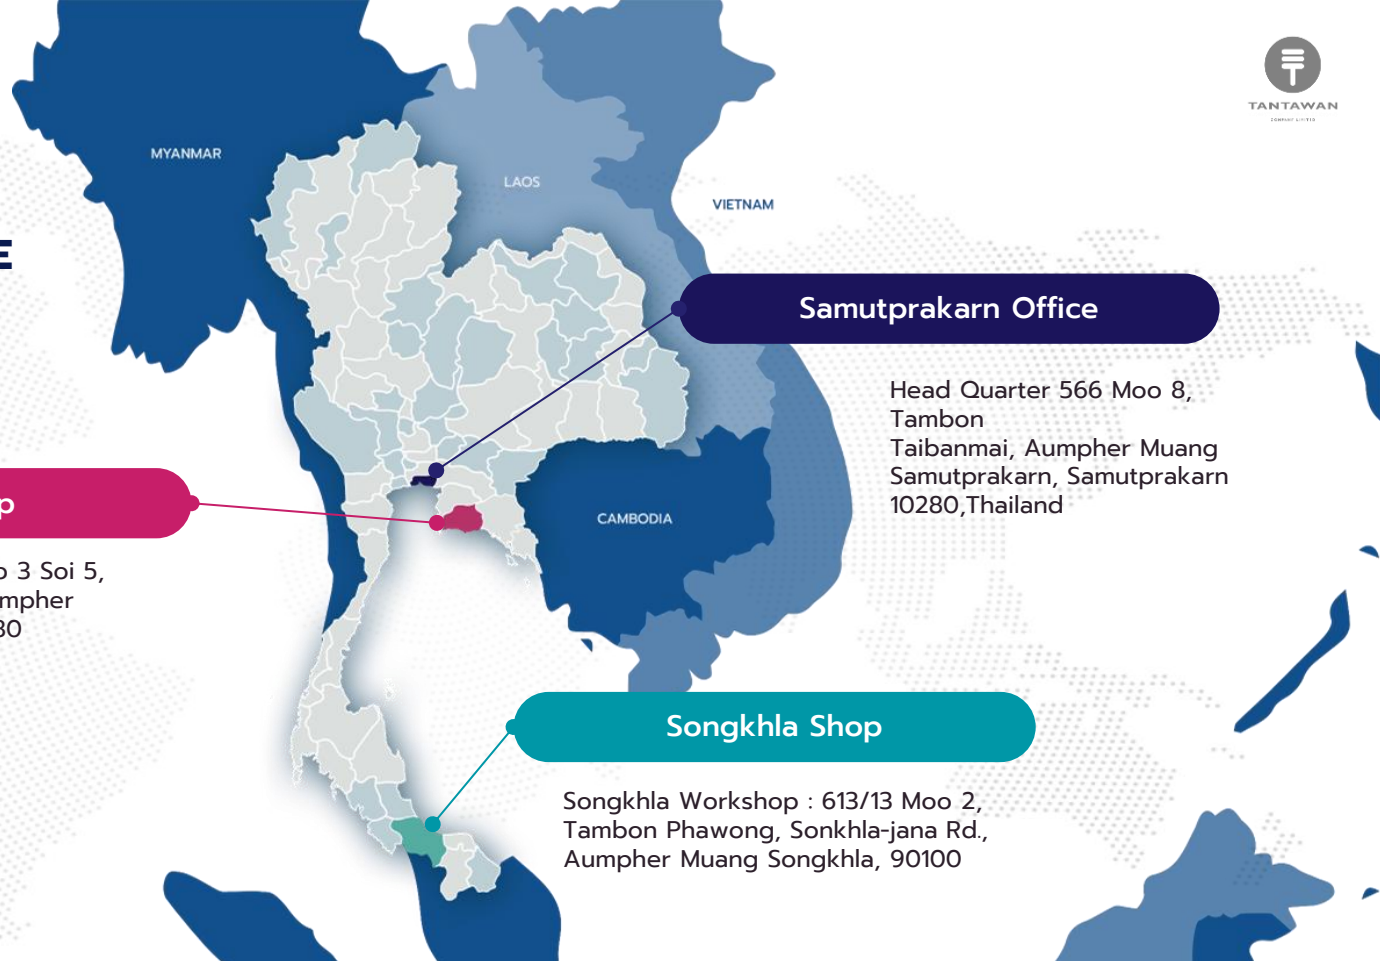 TANTAWAN
COMPANY LIMITED
MYANMAR
LAOS
VIETNAM
E
Samutprakarn Office
Head Quarter 566 Moo 8,
Tambon
Taibanmai, Aumpher Muang
Samutprakarn, Samutprakarn
10280,Thailand
p
o 3 Soi 5,
mpher
30
CAMBODIA
Songkhla Shop
Songkhla Workshop : 613/13 Moo 2,
Tambon Phawong, Sonkhla-jana Rd.,
Aumpher Muang Songkhla, 90100